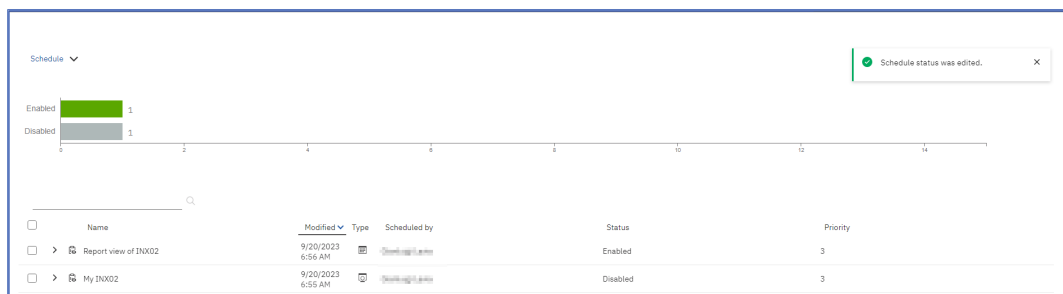 Schedule
Schedule status was edited.
Enabled 1
Disabled 1
0 2 4 6 8 10 12 14
Name Modified Type Scheduled by Status Priority
Report view of INX02 9/20/2023 6:56 AM Enabled 3
My INX02 9/20/2023 6:55 AM Disabled 3